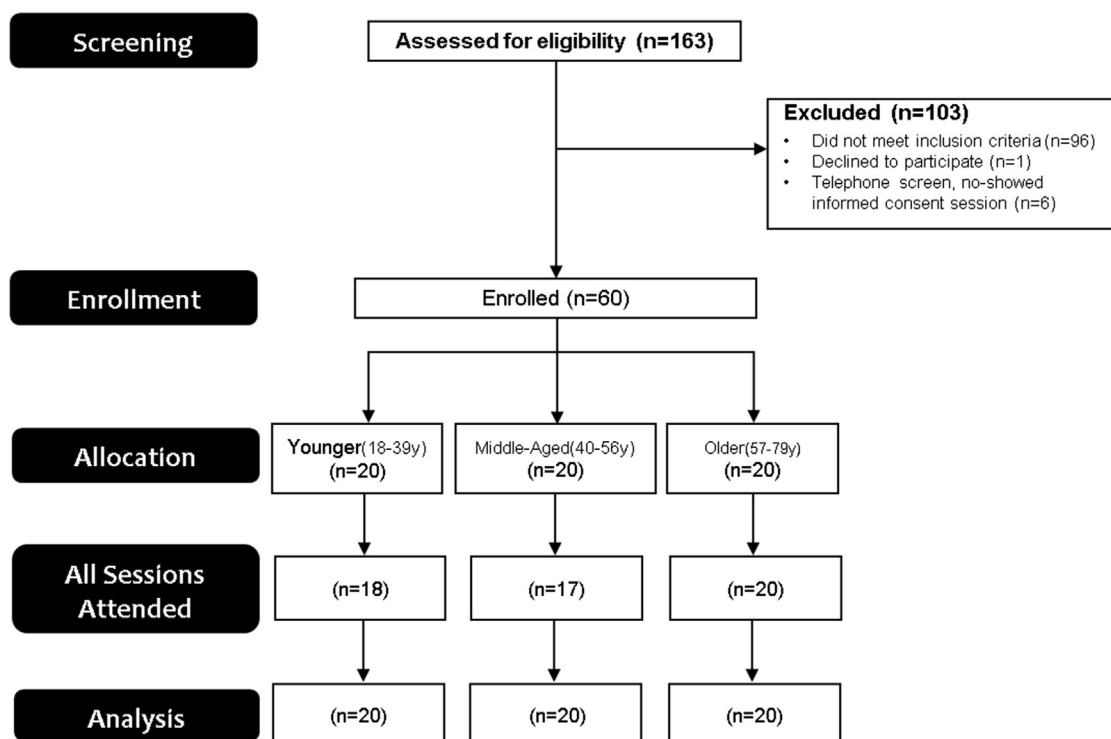 Screening
Assessed for eligibility (n=163)
Excluded (n=103)
• Did not meet inclusion criteria (n=96)
• Declined to participate (n=1)
• Telephone screen, no-showed
informed consent session (n=6)
Enrollment
Enrolled (n=60)
Allocation
Younger(18-39y)
(n=20)
Middle-Aged(40-56y)
(n=20)
Older(57-79y)
(n=20)
All Sessions
Attended
(n=18)
(n=17)
(n=20)
Analysis
(n=20)
(n=20)
(n=20)